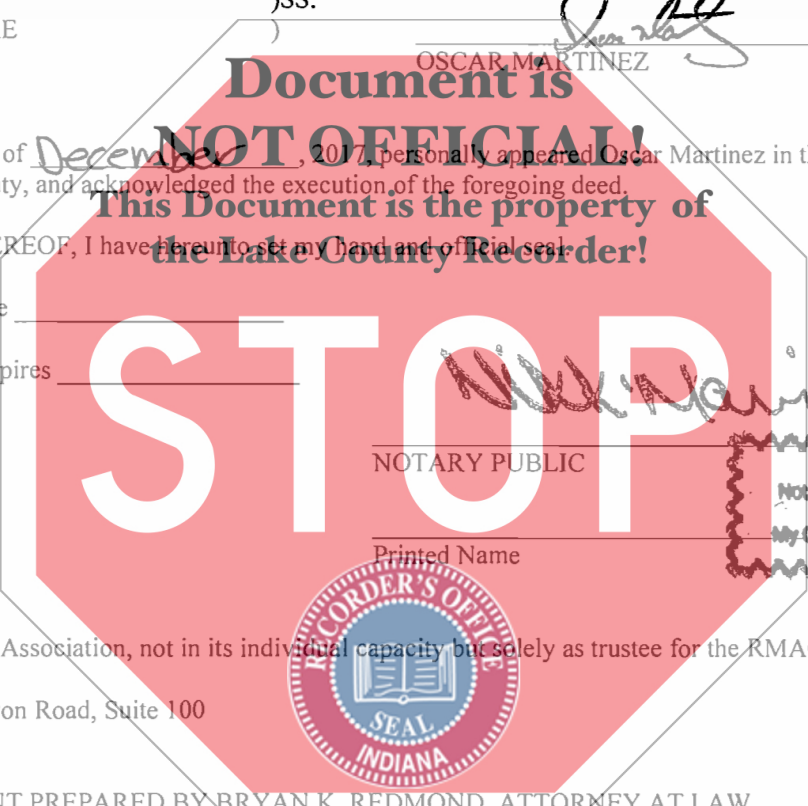 )SS.
E )
OSCAR MARTINEZ
Document is
of December, 2017, personally appeared Oscar Martinez in t
NOT OFFICIAL!
ty, and acknowledged the execution of the foregoing deed.
This Document is the property of
EREOF, I have hereunto set my hand and official seal.
the Lake County Recorder!
e
pires
STOP
NOTARY PUBLIC
Printed Name
RECORDER'S OFFICE
Association, not in its individual capacity but solely as trustee for the RMA
on Road, Suite 100
SEAL
INDIANA
NT PREPARED BY BRYAN K. REDMOND, ATTORNEY AT LAW